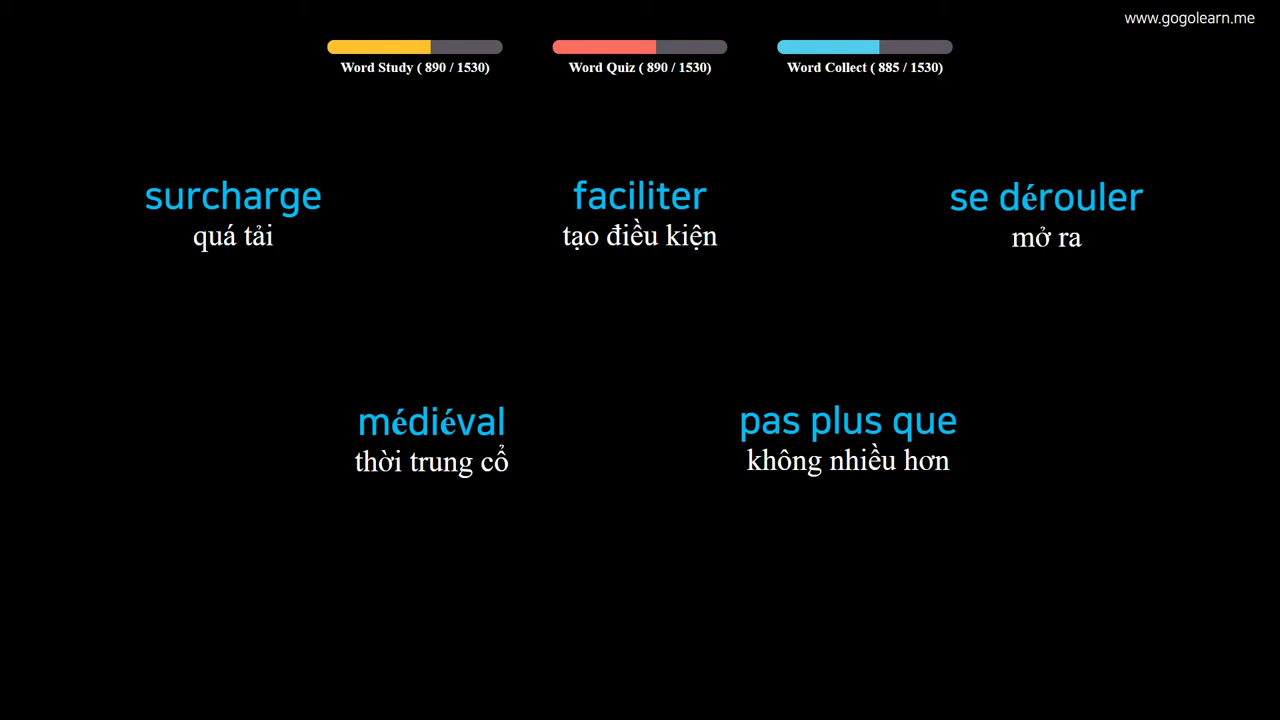 www.gogolearn.me
Word Study ( 890 / 1530)
Word Quiz ( 890 / 1530)
Word Collect ( 885 / 1530)
surcharge
quá tải
faciliter
tạo điều kiện
se dérouler
mở ra
médiéval
thời trung cổ
pas plus que
không nhiều hơn